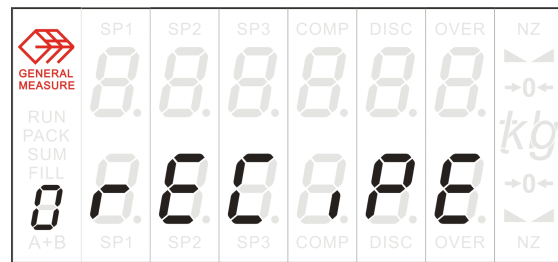 SP1 SP2 SP3 COMP DISC OVER NZ
GENERAL
MEASURE
→0←
RUN
PACK
SUM
FILL
kg
0 rECiPE
→0←
A+B SP1 SP2 SP3 COMP DISC OVER NZ